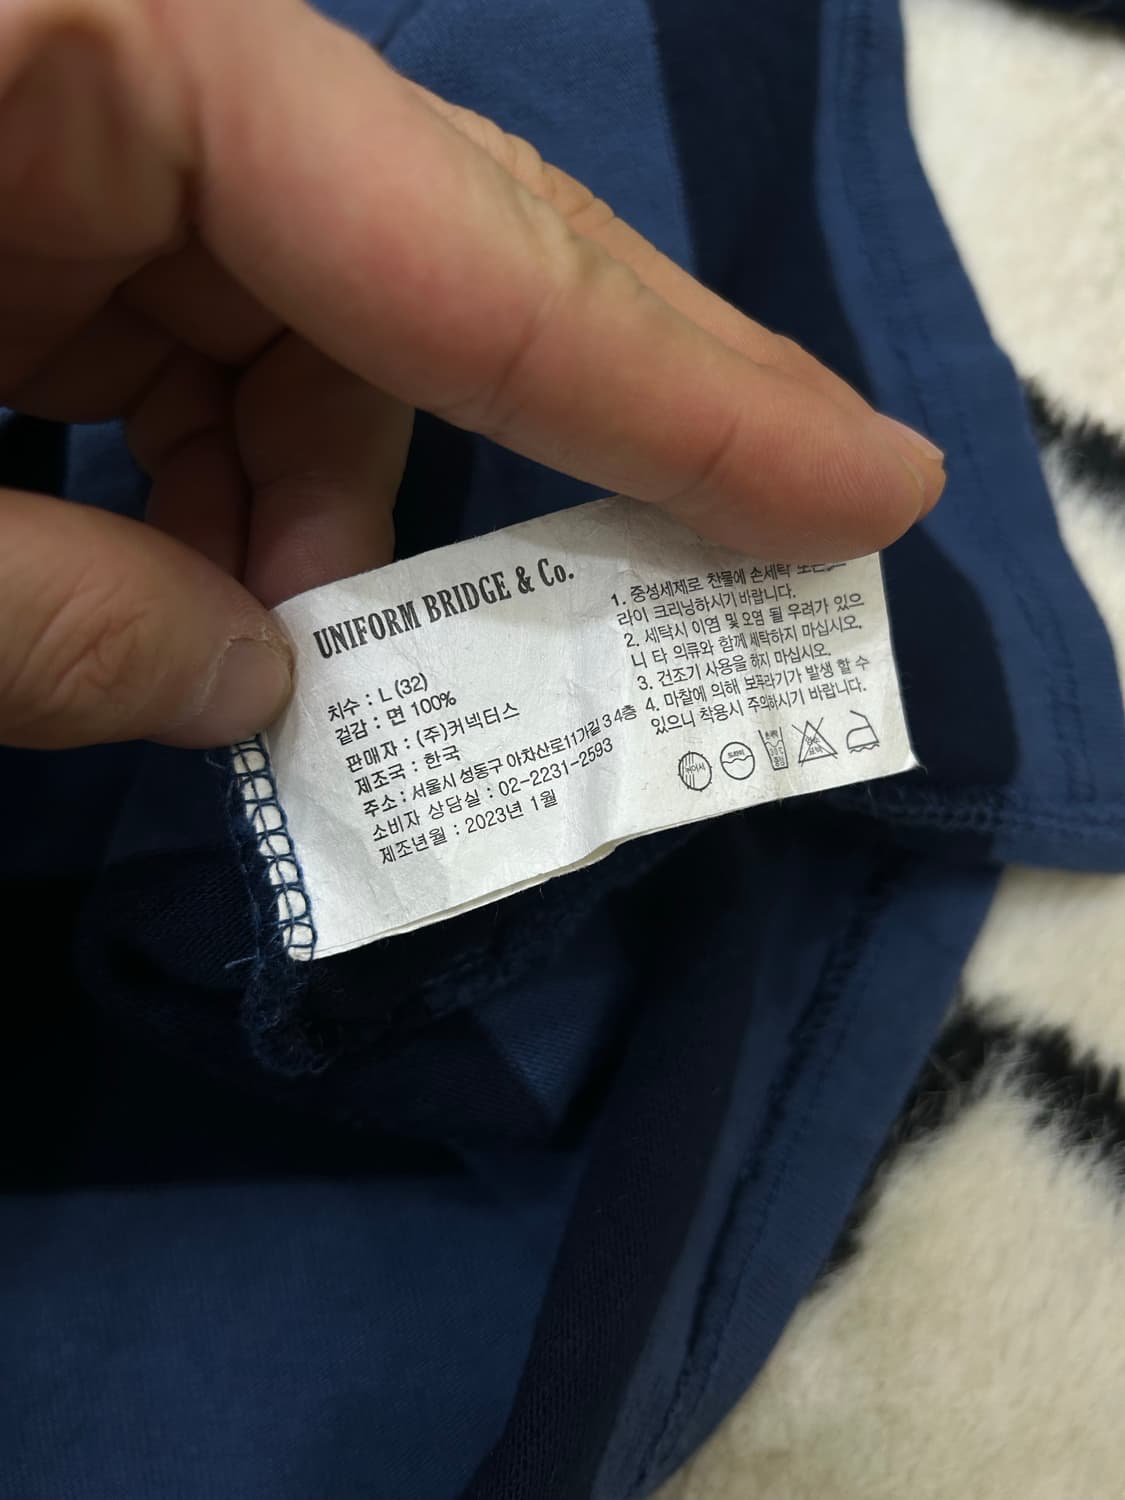 UNIFORM BRIDGE & Co.
치수 : L (32)
겉감 : 면 100%
판매자 : (주)커넥터스
제조국 : 한국
주소 : 서울시 성동구 아차산로11가길 3 4층
소비자 상담실 : 02-2231-2593
제조년월 : 2023년 1월
1. 중성세제로 찬물에 손세탁
라이 크리닝하시기 바랍니다.
2. 세탁시 이염 및 오염 될 우려가 있으
니 타 의류와 함께 세탁하지 마십시오.
3. 건조기 사용을 하지 마십시오.
4. 마찰에 의해 보푸라기가 발생 할 수
있으니 착용시 주의하시기 바랍니다.